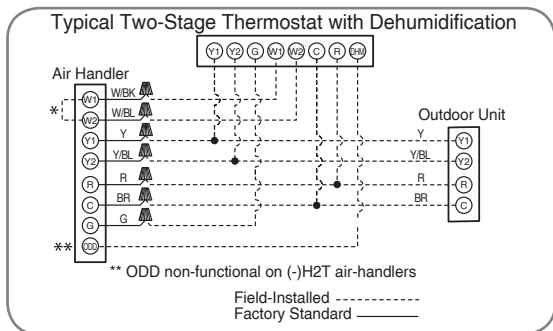 Typical Two-Stage Thermostat with Dehumidification
Y1 Y2 G W1 W2 C R DHM
Air Handler
Outdoor Unit
W1 W/BK
*
W2 W/BL
Y1 Y Y Y1
Y2 Y/BL Y/BL Y2
R R R R
C BR BR C
G G
** ODD
** ODD non-functional on (-)H2T air-handlers
Field-Installed
Factory Standard